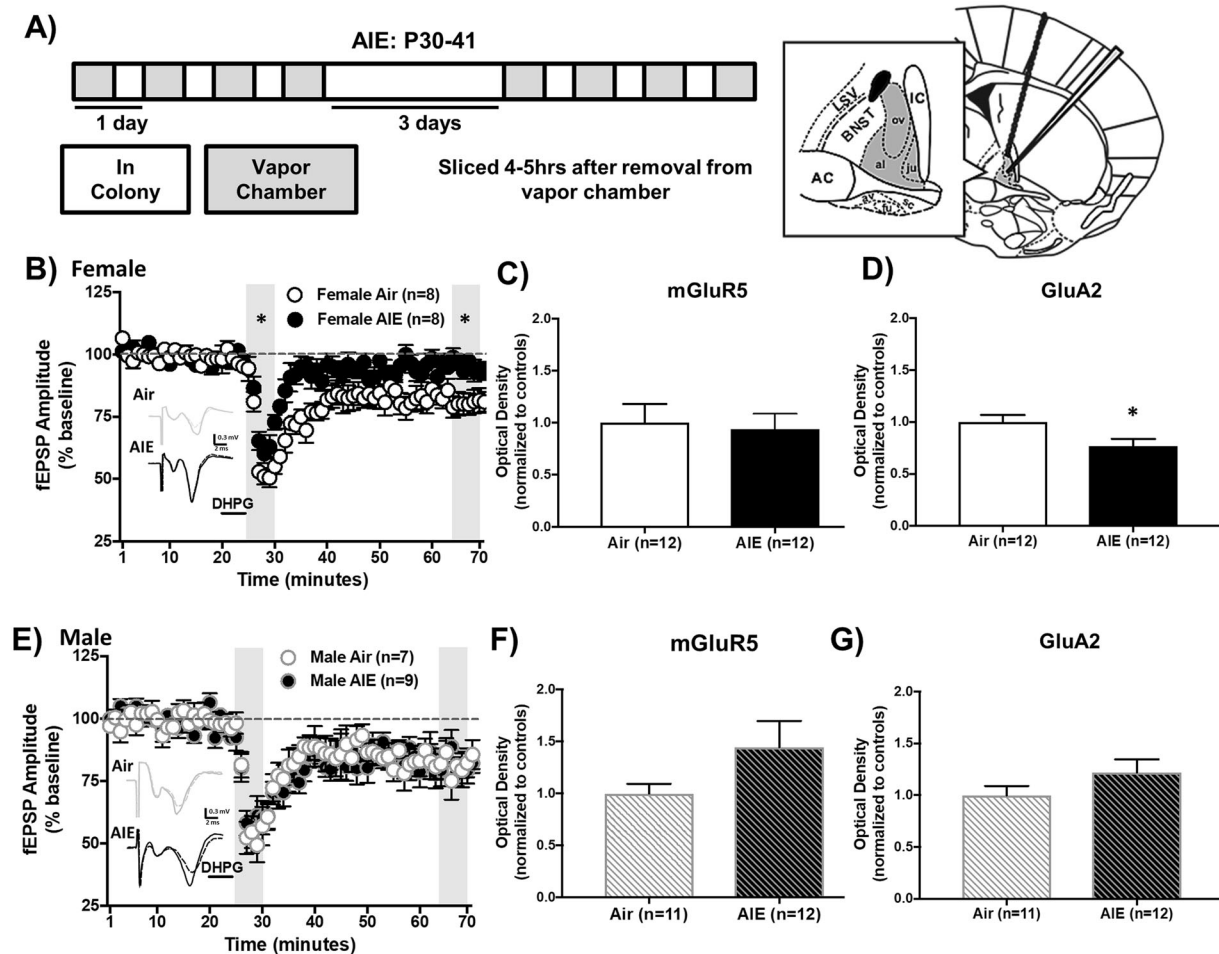 A)
AIE: P30-41
1 day
3 days
In
Colony
Vapor
Chamber
Sliced 4-5hrs after removal from
vapor chamber
LSV
BNST
IC
ov
al
ju
AC
av
fu
sc
B) Female
125
100
75
50
25
fEPSP Amplitude
(% baseline)
Female Air (n=8)
Female AIE (n=8)
*
*
Air
AIE
0.3 mV
2 ms
DHPG
1 10 20 30 40 50 60 70
Time (minutes)
C)
mGluR5
Optical Density
(normalized to controls)
2.0
1.5
1.0
0.5
0.0
Air (n=12)
AIE (n=12)
D)
GluA2
Optical Density
(normalized to controls)
2.0
1.5
1.0
0.5
0.0
*
Air (n=12)
AIE (n=12)
E) Male
125
100
75
50
25
fEPSP Amplitude
(% baseline)
Male Air (n=7)
Male AIE (n=9)
Air
AIE
0.3 mV
2 ms
DHPG
1 10 20 30 40 50 60 70
Time (minutes)
F)
mGluR5
Optical Density
(normalized to controls)
2.0
1.5
1.0
0.5
0.0
Air (n=11)
AIE (n=12)
G)
GluA2
Optical Density
(normalized to controls)
2.0
1.5
1.0
0.5
0.0
Air (n=11)
AIE (n=12)